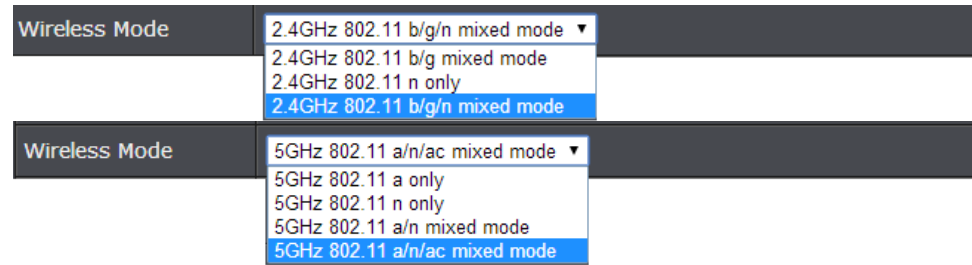 Wireless Mode 2.4GHz 802.11 b/g/n mixed mode ▼
2.4GHz 802.11 b/g mixed mode
2.4GHz 802.11 n only
2.4GHz 802.11 b/g/n mixed mode
Wireless Mode 5GHz 802.11 a/n/ac mixed mode ▼
5GHz 802.11 a only
5GHz 802.11 n only
5GHz 802.11 a/n mixed mode
5GHz 802.11 a/n/ac mixed mode